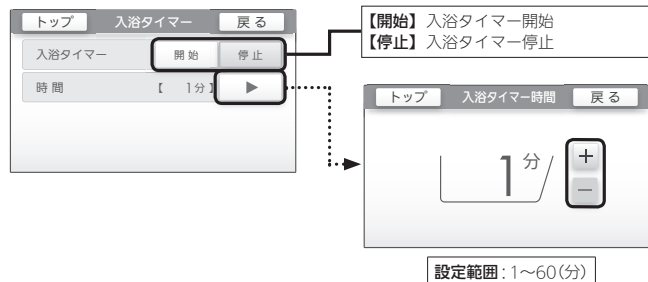 トップ 入浴タイマー 戻る
入浴タイマー 開始 停止
時間 【 1分】 ▶
【開始】入浴タイマー開始
【停止】入浴タイマー停止
トップ 入浴タイマー時間 戻る
1分 +
−
設定範囲:1〜60(分)